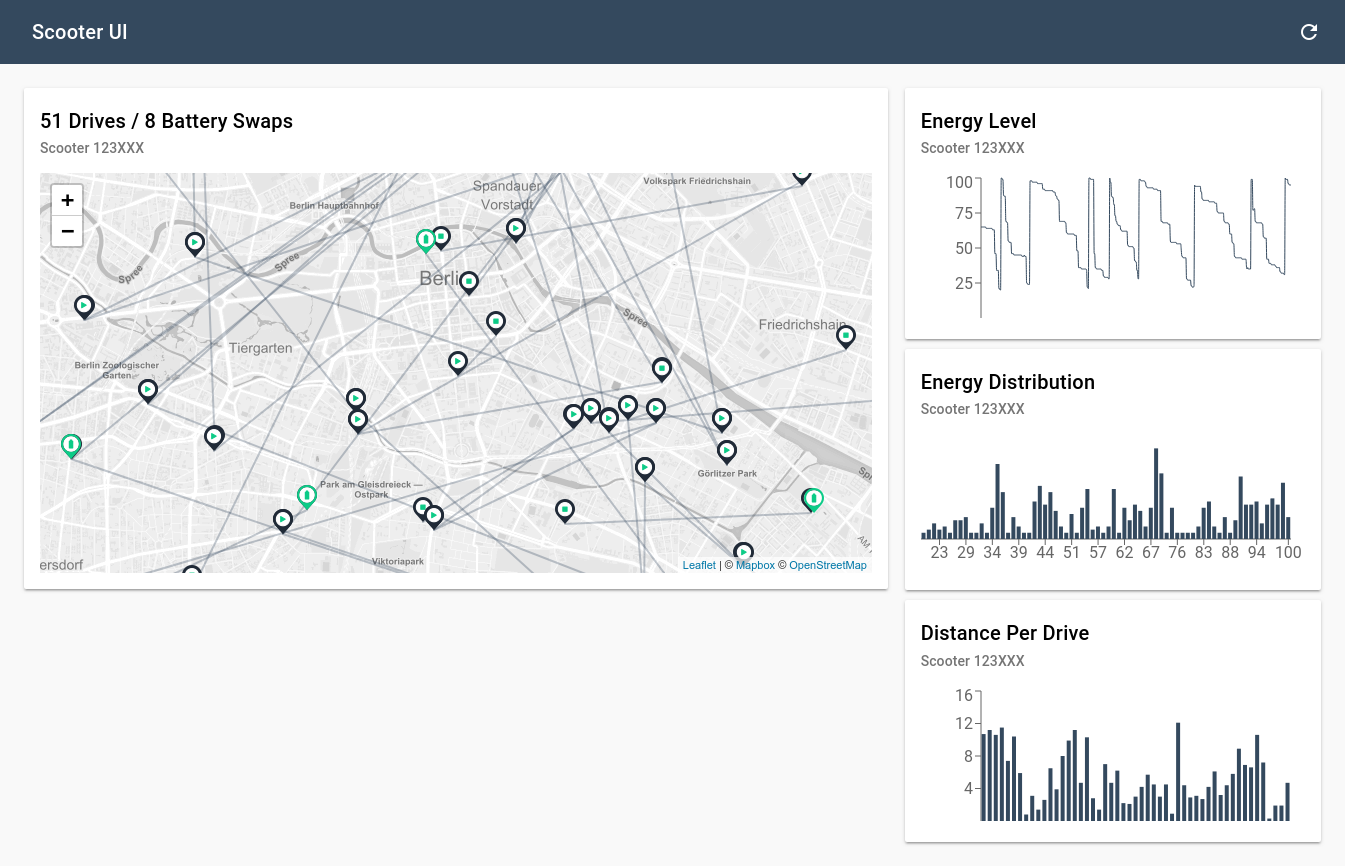 Scooter UI
51 Drives / 8 Battery Swaps
Scooter 123XXX
+
−
Spandauer
Vorstadt
Volkspark Friedrichshain
Berlin Hauptbahnhof
Spree
Spree
Berlin
Spree
Friedrichshain
Tiergarten
Berlin Zoologischer
Garten
Park am Gleisdreieck —
Ostpark
Görlitzer Park
Viktoriapark
ersdorf
Leaflet | © Mapbox © OpenStreetMap
Energy Level
Scooter 123XXX
100
75
50
25
Energy Distribution
Scooter 123XXX
23 29 34 39 44 51 57 62 67 76 83 88 94 100
Distance Per Drive
Scooter 123XXX
16
12
8
4